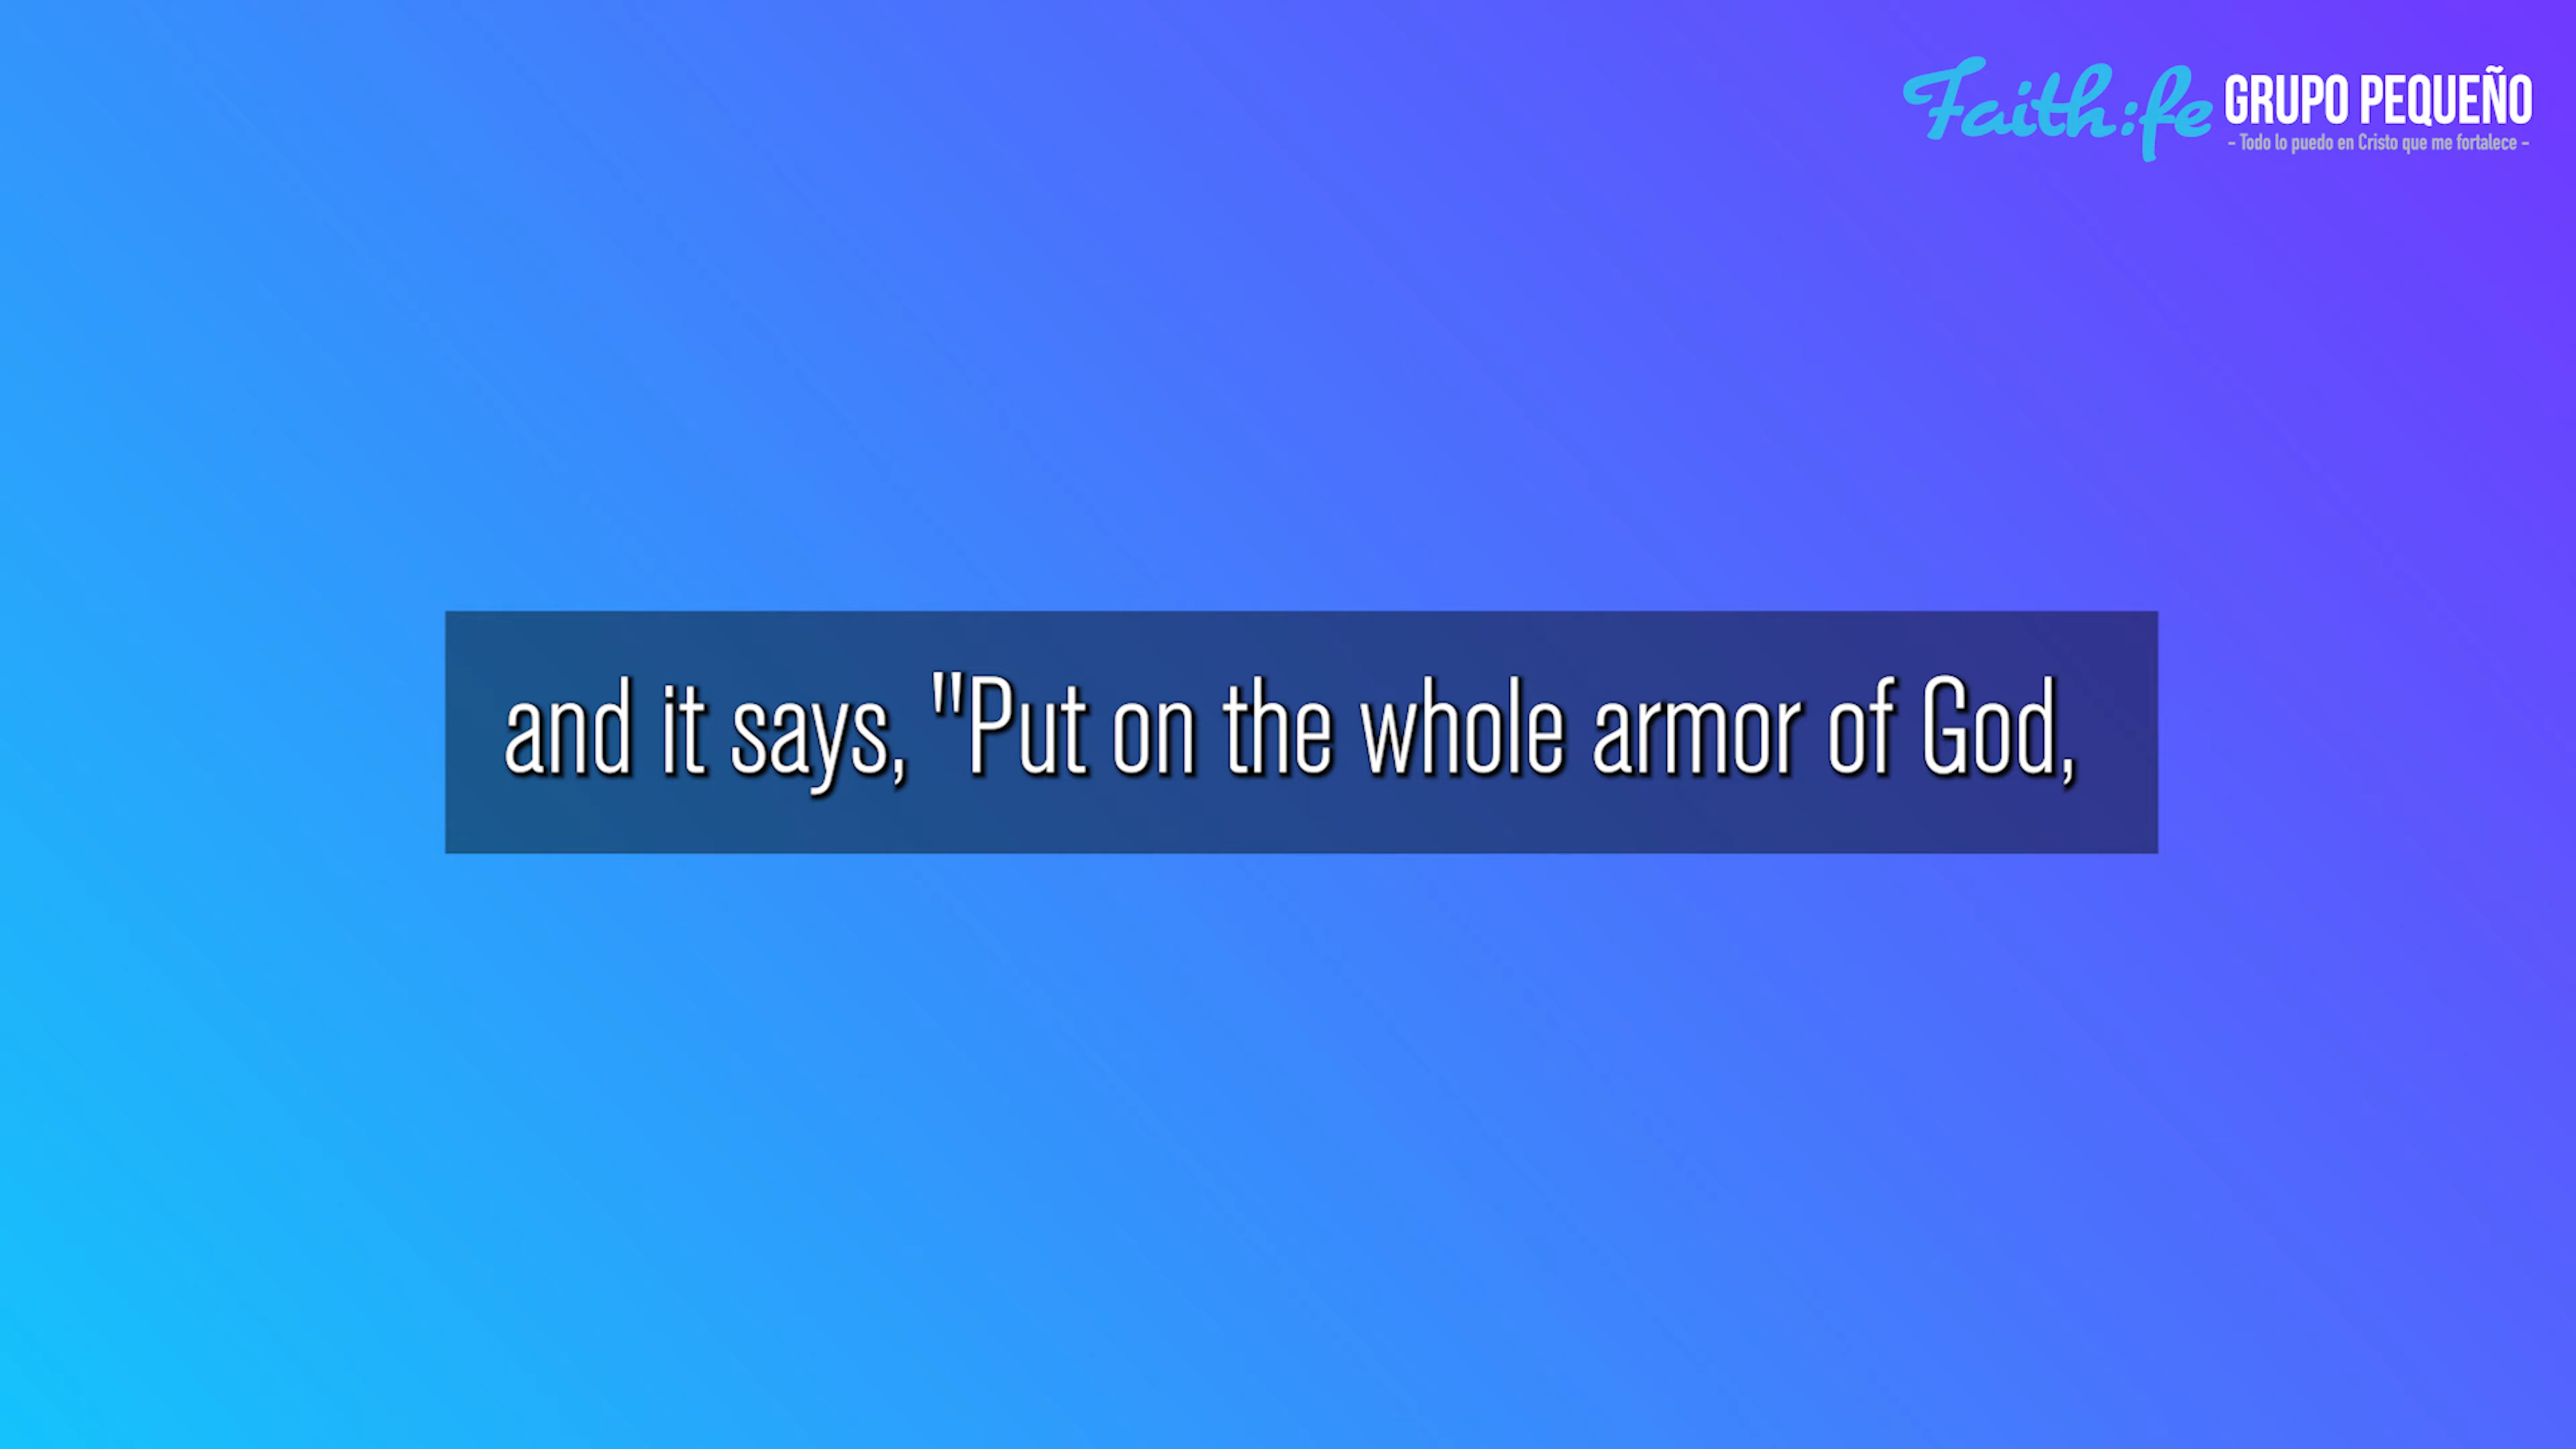 Faith:fe GRUPO PEQUEÑO
- Todo lo puedo en Cristo que me fortalece -
and it says, "Put on the whole armor of God,